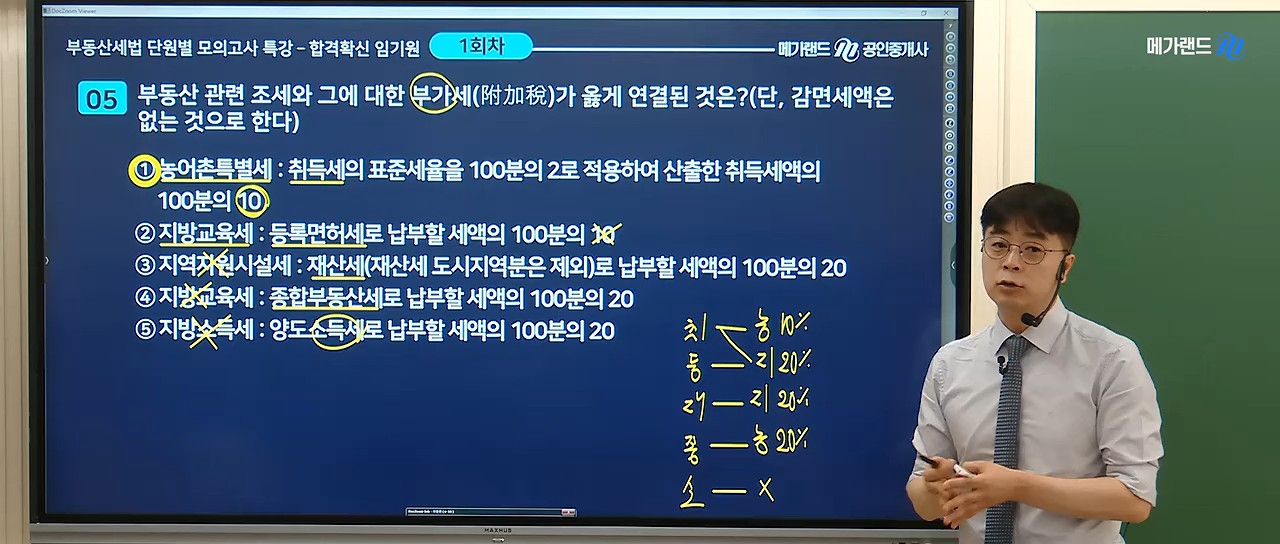 DocZoom Viewer
부동산세법 단원별 모의고사 특강 - 합격확신 임기원
1회차
메가랜드 공인중개사
메가랜드
05 부동산 관련 조세와 그에 대한 부가세(附加稅)가 옳게 연결된 것은?(단, 감면세액은
없는 것으로 한다)
① 농어촌특별세 : 취득세의 표준세율을 100분의 2로 적용하여 산출한 취득세액의
100분의 10
② 지방교육세 : 등록면허세로 납부할 세액의 100분의 10
③ 지역자원시설세 : 재산세(재산세 도시지역분은 제외)로 납부할 세액의 100분의 20
④ 지방교육세 : 종합부동산세로 납부할 세액의 100분의 20
⑤ 지방소득세 : 양도소득세로 납부할 세액의 100분의 20
취 농 10%
등 지 20%
재 지 20%
종 농 20%
소 X
MAXHUB